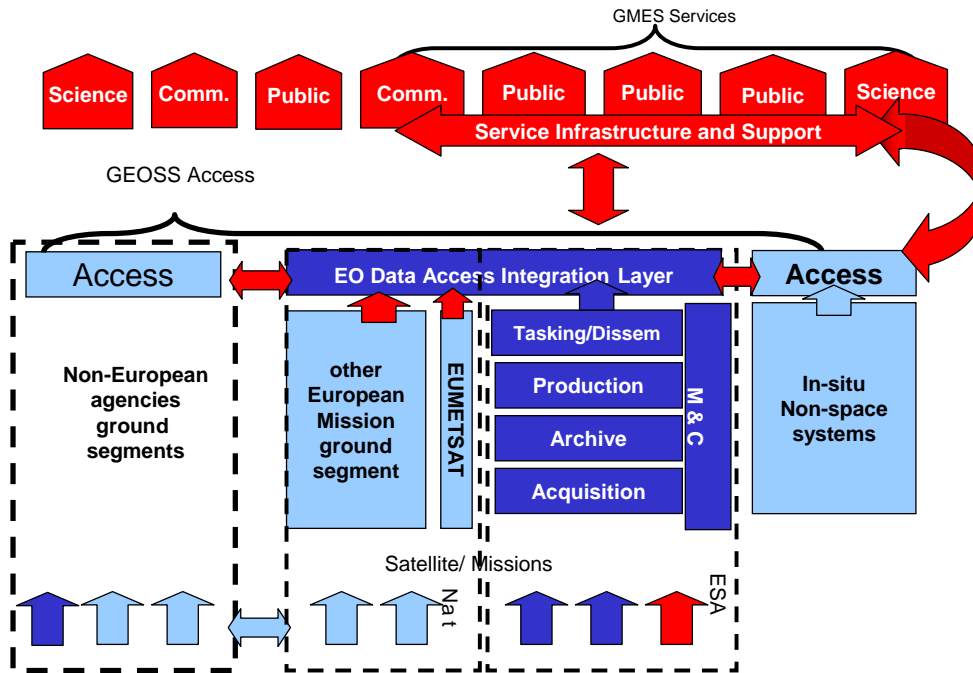 GMES Services
Science
Comm.
Public
Comm.
Public
Public
Public
Science
Service Infrastructure and Support
GEOSS Access
Access
EO Data Access Integration Layer
Access
Non-European
agencies
ground
segments
other
European
Mission
ground
segment
EUMETSAT
Tasking/Dissem
Production
Archive
Acquisition
M & C
In-situ
Non-space
systems
Satellite/ Missions
Nat
ESA